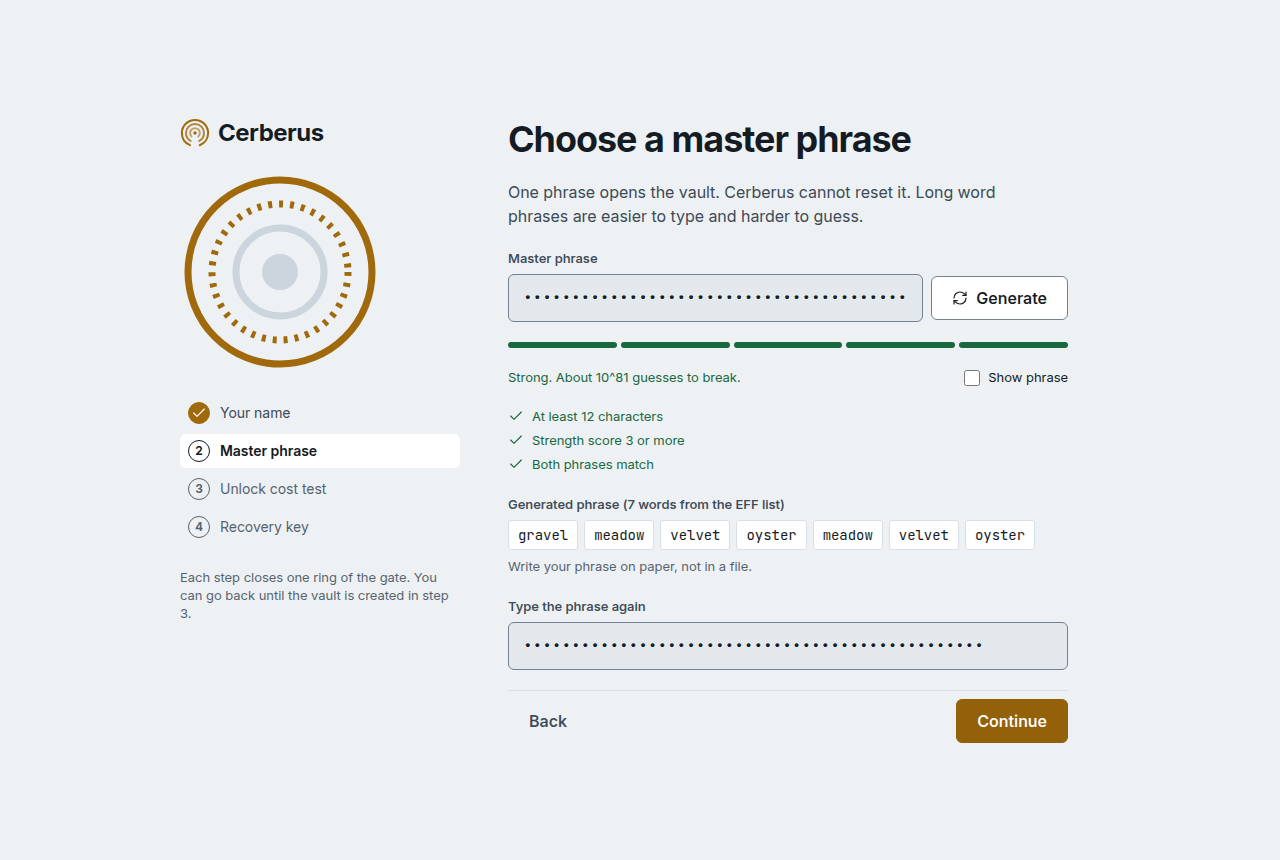 Cerberus
Your name
2 Master phrase
3 Unlock cost test
4 Recovery key
Each step closes one ring of the gate. You
can go back until the vault is created in step
3.
Choose a master phrase
One phrase opens the vault. Cerberus cannot reset it. Long word
phrases are easier to type and harder to guess.
Master phrase
••••••••••••••••••••••••••••••••••••••••
Generate
Strong. About 10^81 guesses to break.
Show phrase
At least 12 characters
Strength score 3 or more
Both phrases match
Generated phrase (7 words from the EFF list)
gravel meadow velvet oyster meadow velvet oyster
Write your phrase on paper, not in a file.
Type the phrase again
••••••••••••••••••••••••••••••••••••••••••••••••
Back
Continue